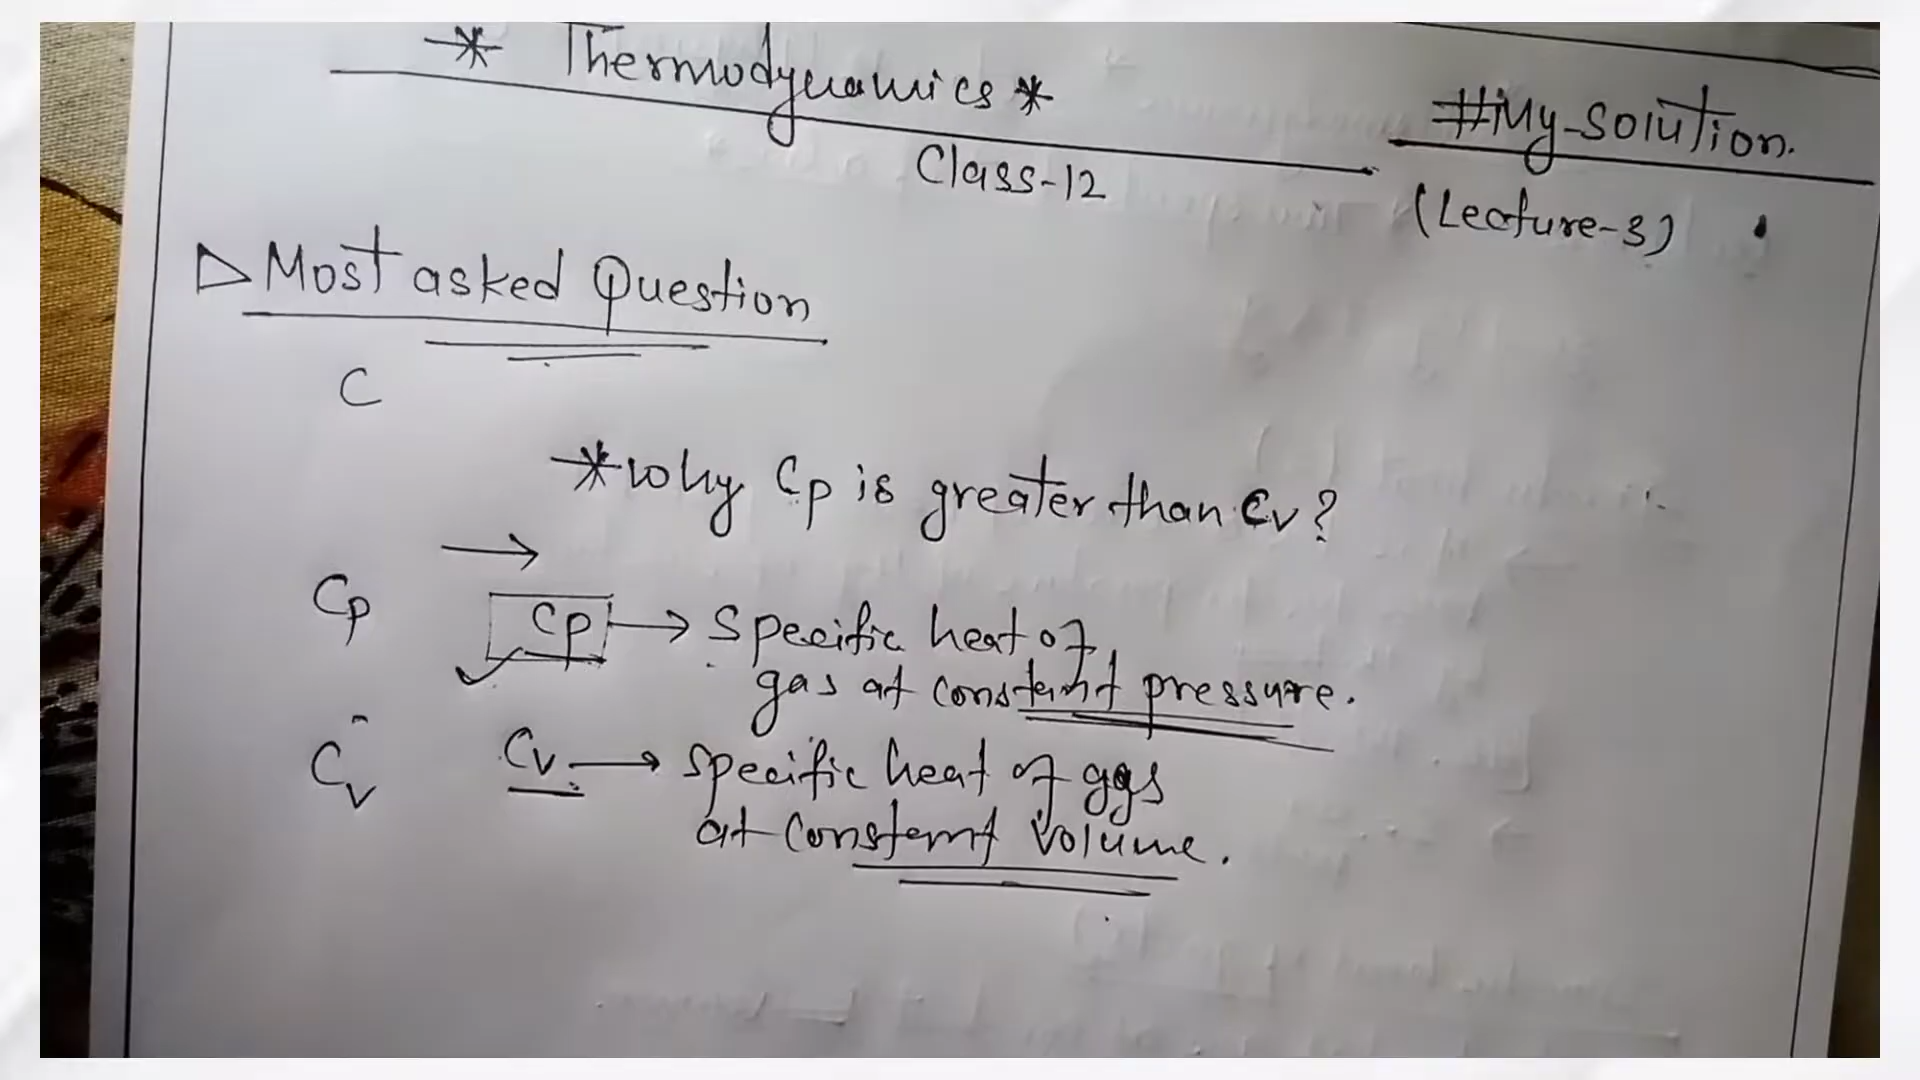 * Thermodynamics *
#My-solution.
Class-12
(Lecture-3)
Most asked Question
C
*why Cp is greater than Cv?
Cp
Cp → Specific heat of
gas at constant pressure.
Cv
Cv. → specific heat of gas
at constant volume.